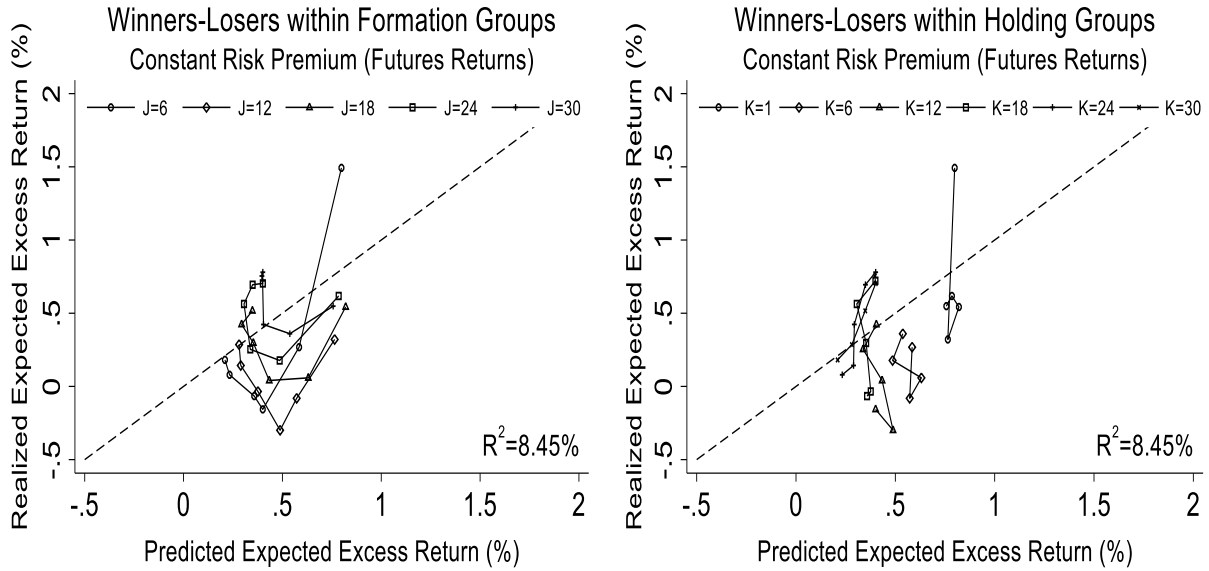 Winners-Losers within Formation Groups
Constant Risk Premium (Futures Returns)
Realized Expected Excess Return (%)
2
1.5
1
.5
0
-.5
J=6 J=12 J=18 J=24 J=30
R²=8.45%
-.5 0 .5 1 1.5 2
Predicted Expected Excess Return (%)
Winners-Losers within Holding Groups
Constant Risk Premium (Futures Returns)
Realized Expected Excess Return (%)
2
1.5
1
.5
0
-.5
K=1 K=6 K=12 K=18 K=24 K=30
R²=8.45%
-.5 0 .5 1 1.5 2
Predicted Expected Excess Return (%)